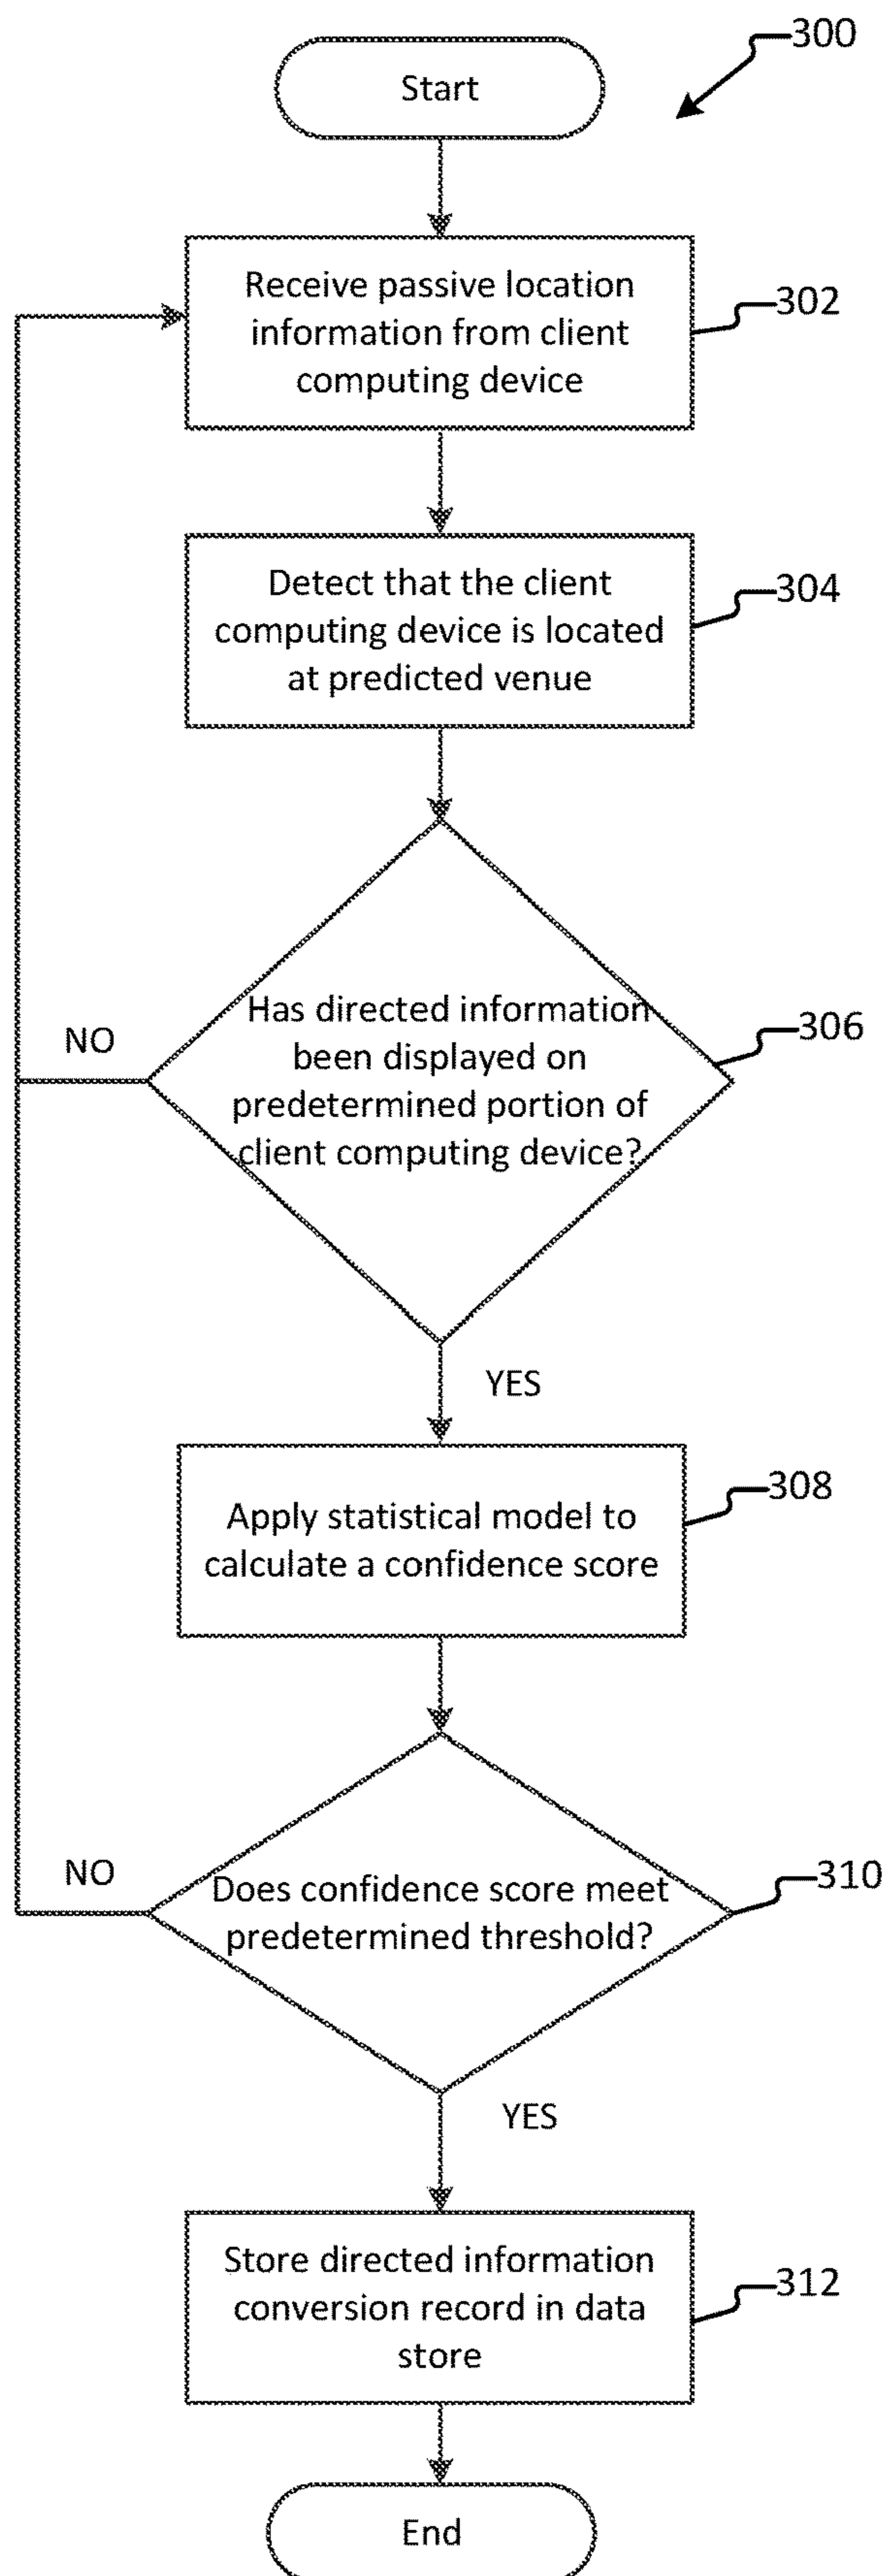 300
Start
Receive passive location
information from client
computing device
302
Detect that the client
computing device is located
at predicted venue
304
Has directed information
been displayed on
predetermined portion of
client computing device?
306
NO
YES
Apply statistical model to
calculate a confidence score
308
Does confidence score meet
predetermined threshold?
310
NO
YES
Store directed information
conversion record in data
store
312
End